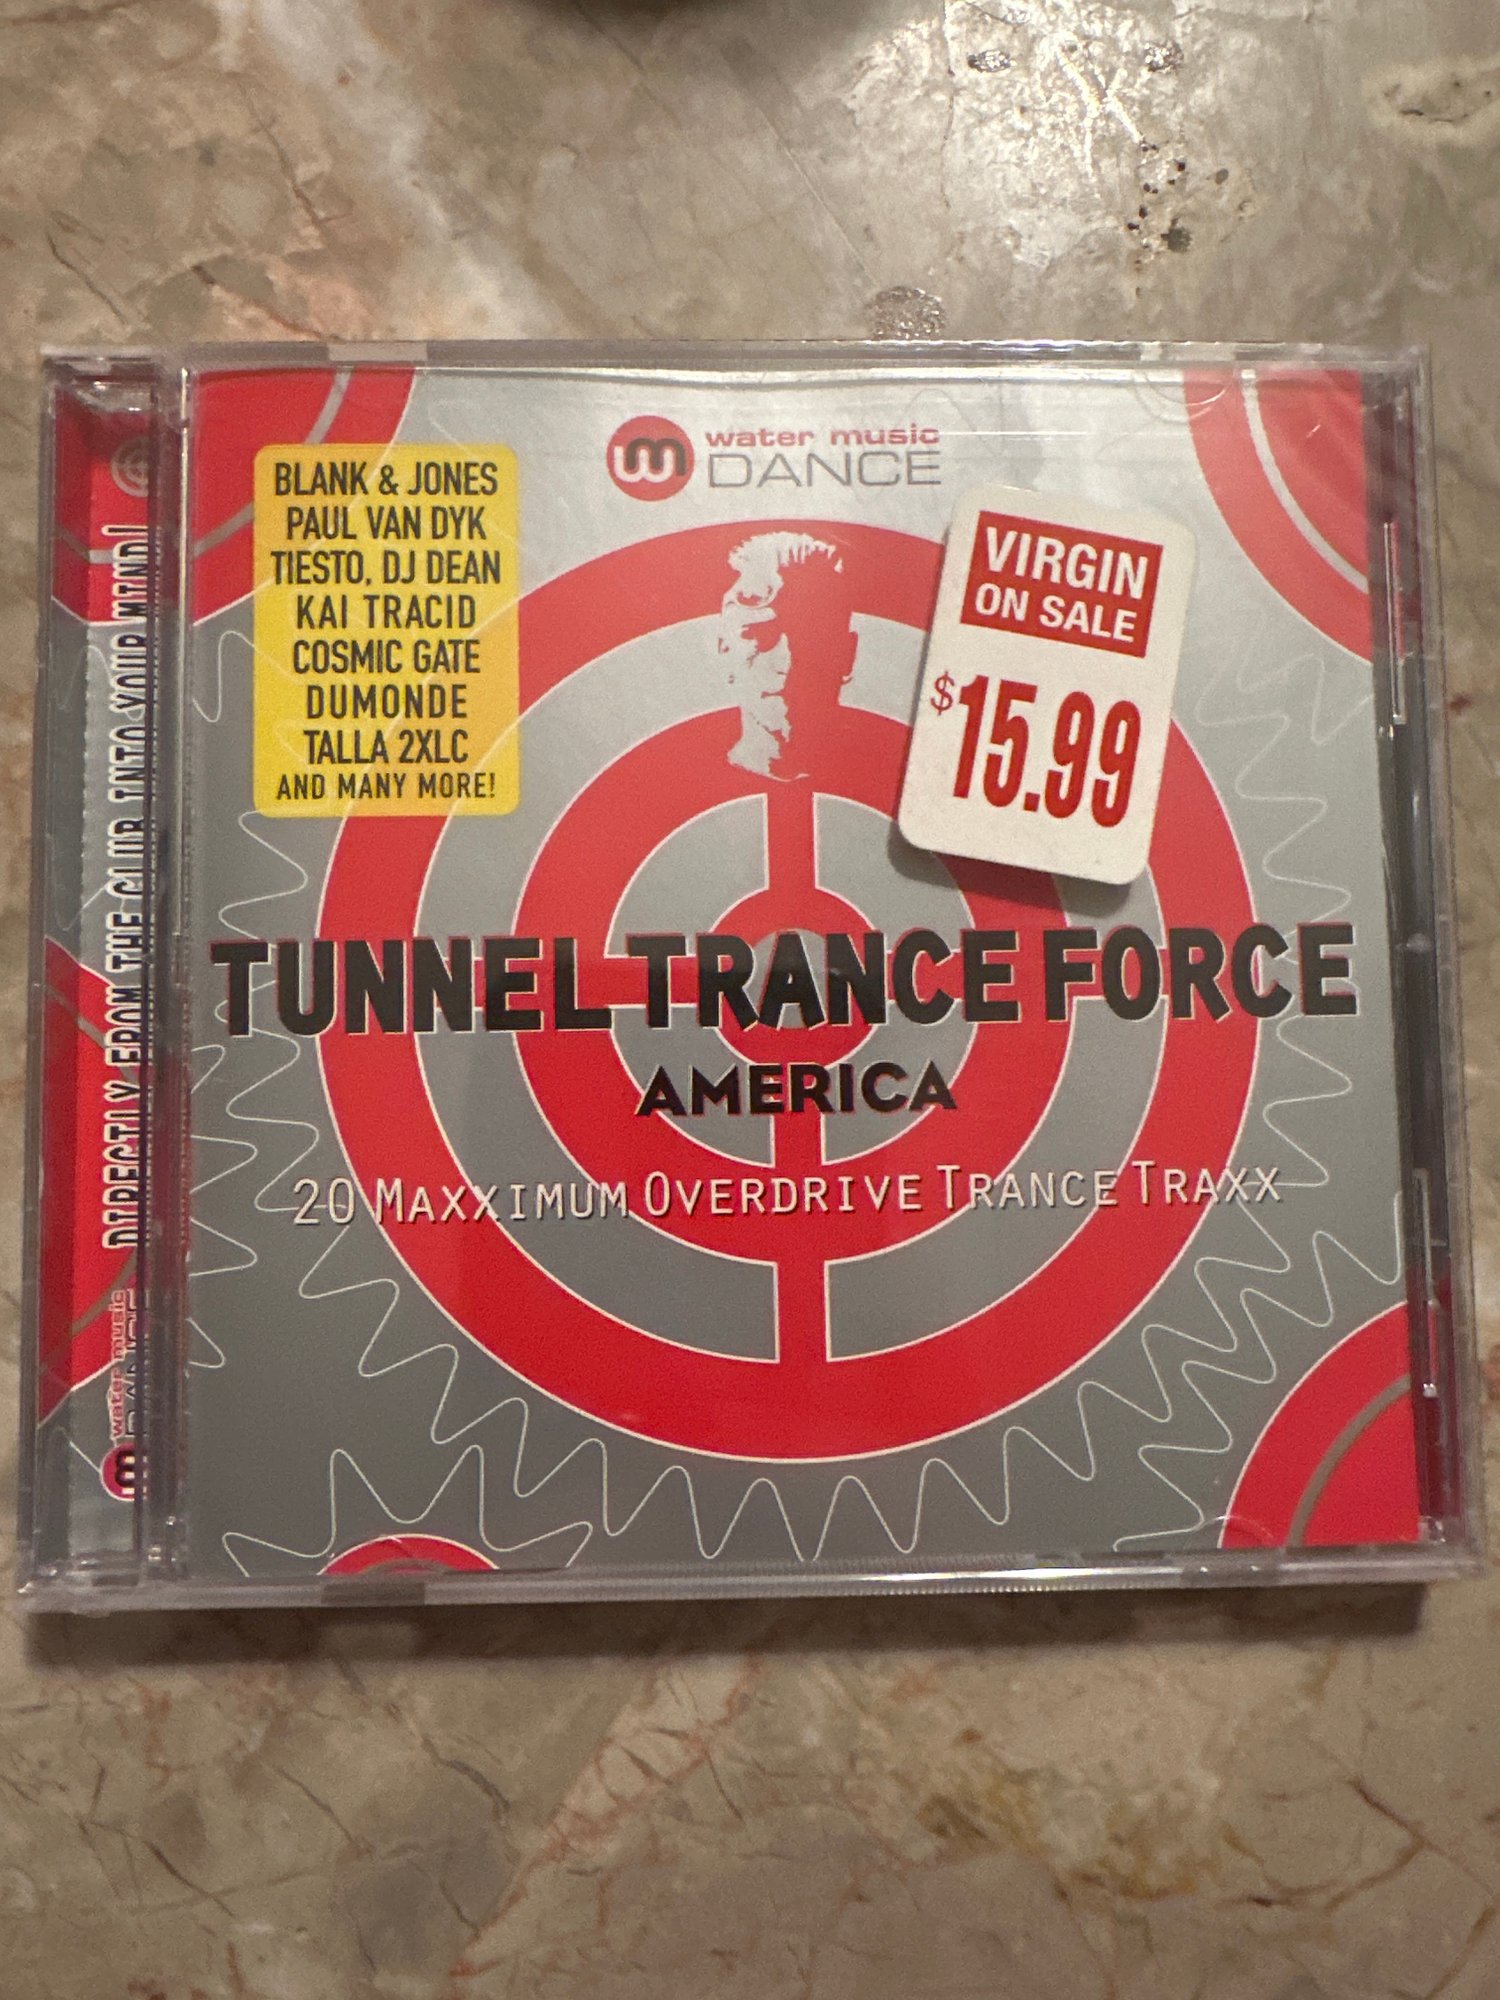 water music
DANCE
BLANK & JONES
PAUL VAN DYK
TIESTO, DJ DEAN
KAI TRACID
COSMIC GATE
DUMONDE
TALLA 2XLC
AND MANY MORE!
VIRGIN
ON SALE
$15.99
TUNNEL TRANCE FORCE
AMERICA
20 MAXXIMUM OVERDRIVE TRANCE TRAXX
DIRECTLY FROM THE CLUB INTO YOUR MIND!
water music
DANCE